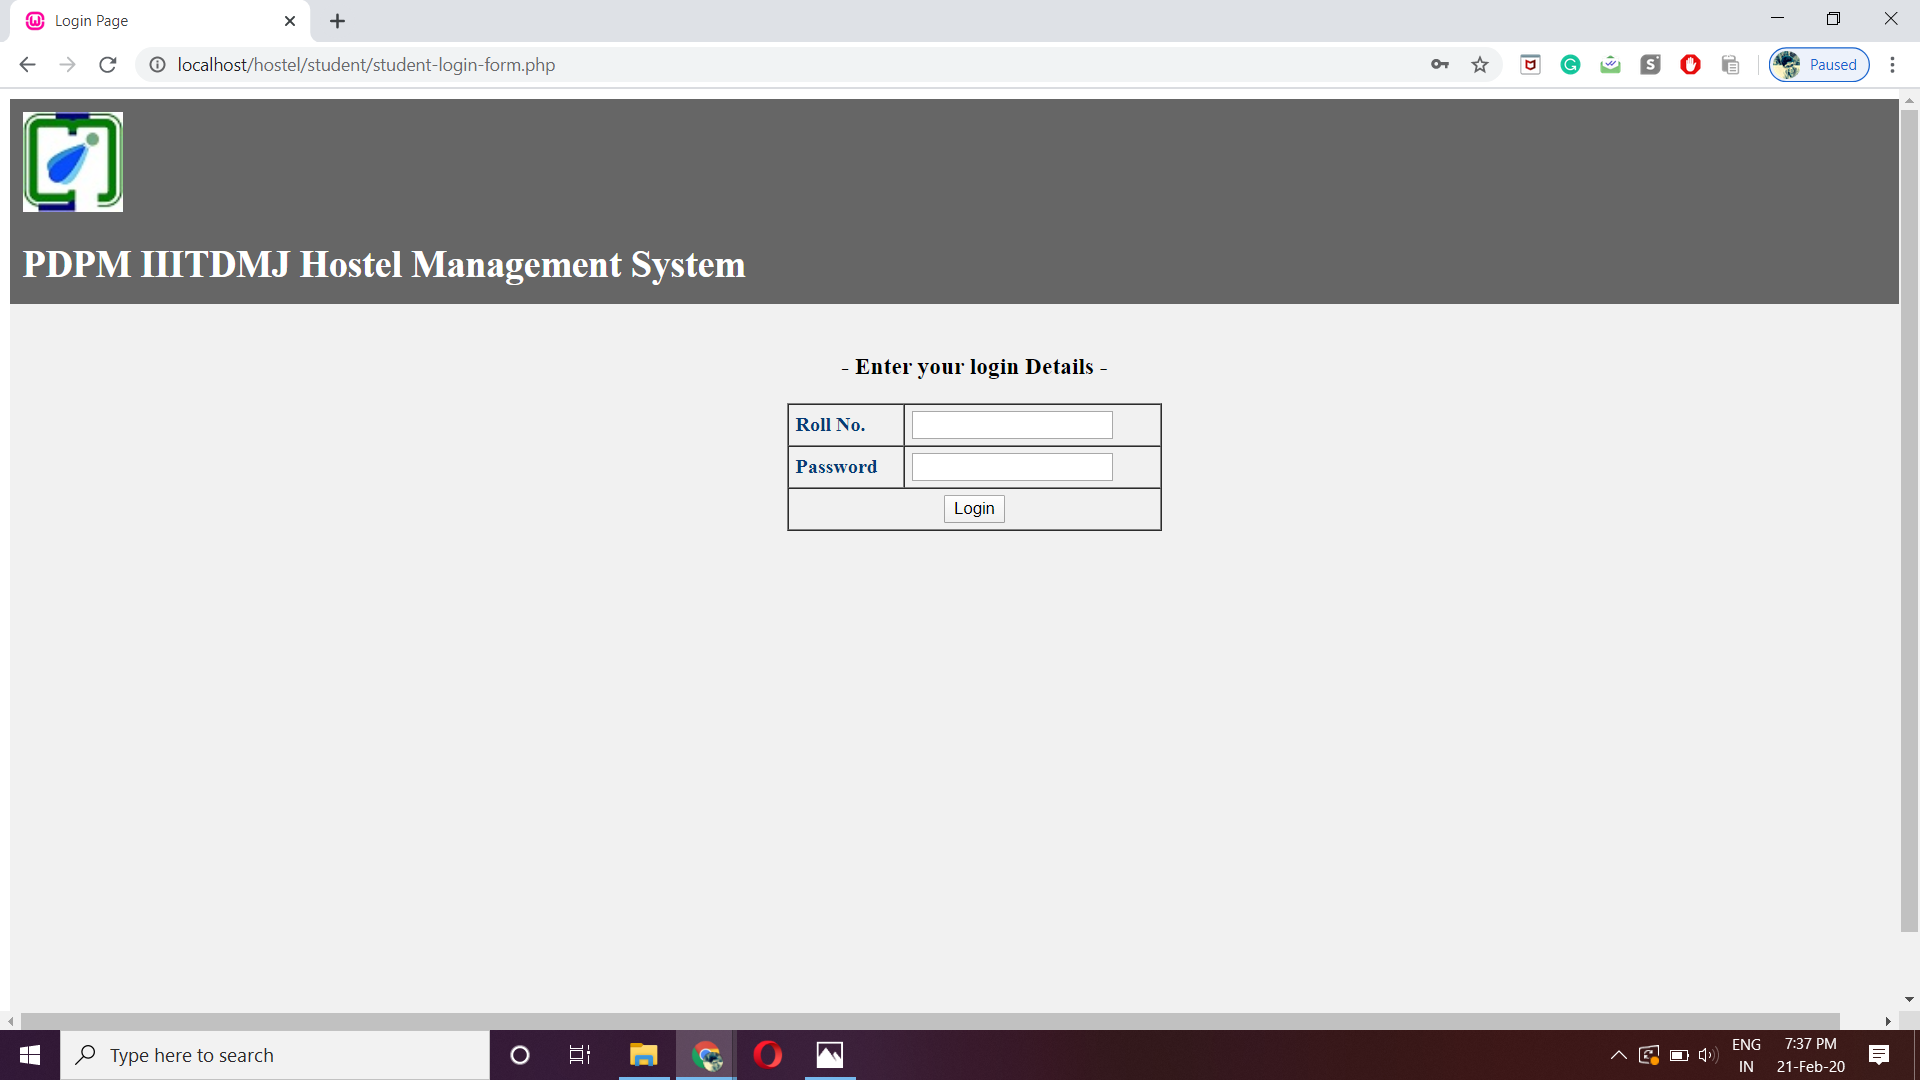 Login Page
localhost/hostel/student/student-login-form.php
Paused
PDPM IIITDMJ Hostel Management System
- Enter your login Details -
Roll No.
Password
Login
Type here to search
ENG
IN
7:37 PM
21-Feb-20